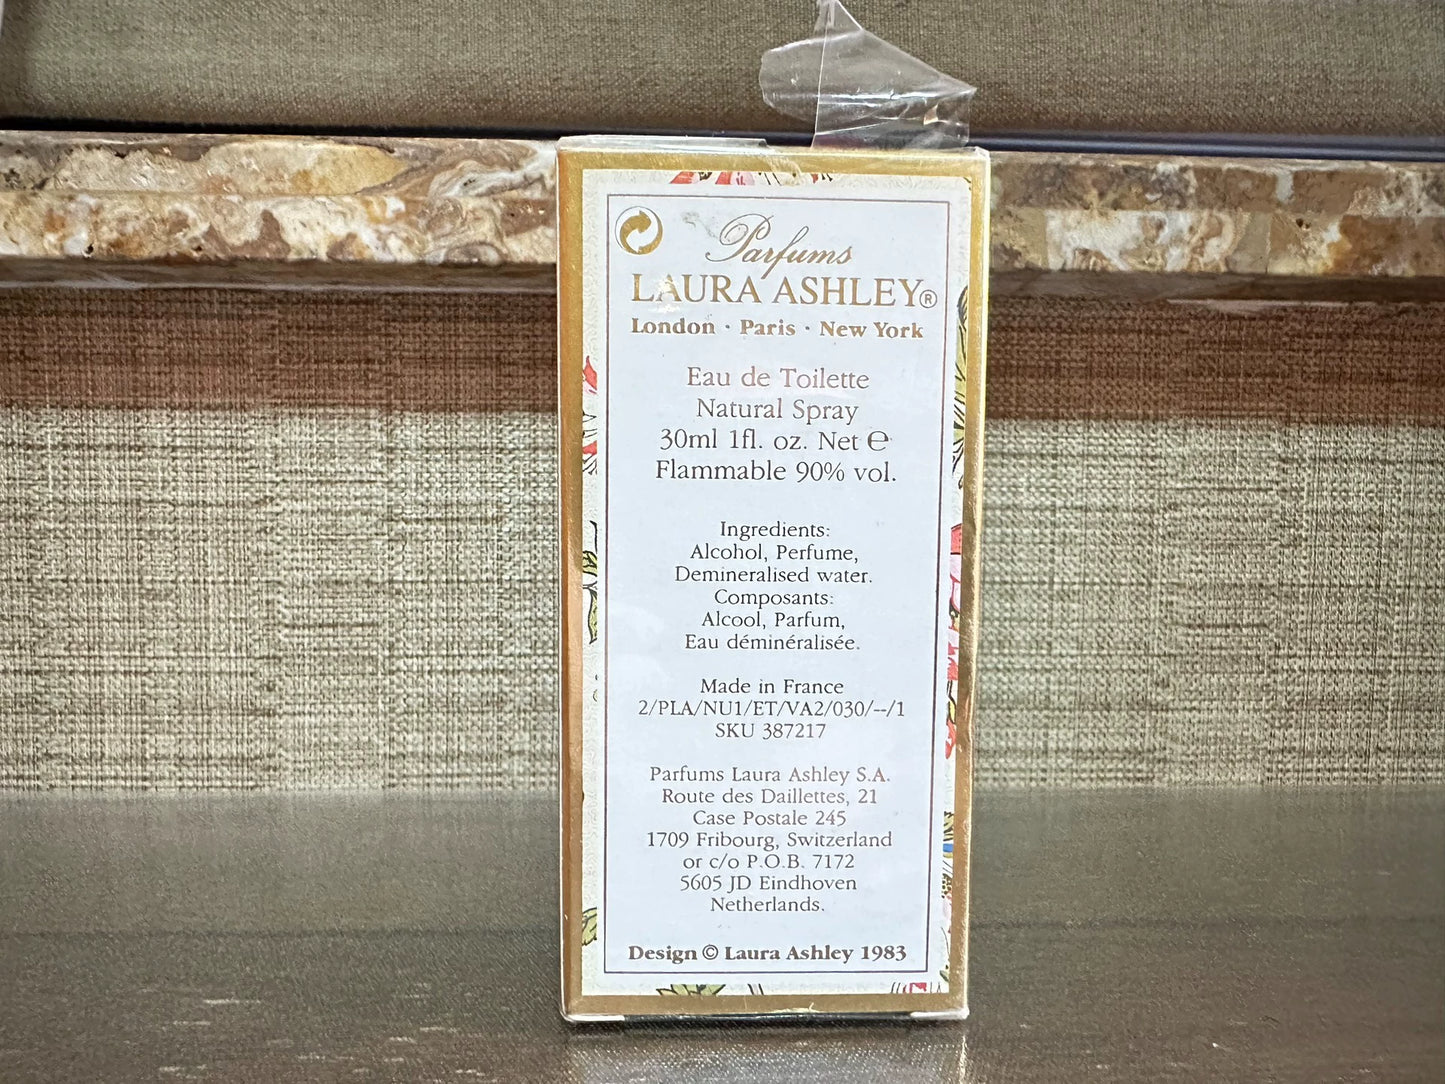 Parfums
LAURA ASHLEY®
London · Paris · New York
Eau de Toilette
Natural Spray
30ml 1fl. oz. Net ℮
Flammable 90% vol.
Ingredients:
Alcohol, Perfume,
Demineralised water.
Composants:
Alcool, Parfum,
Eau déminéralisée.
Made in France
2/PLA/NU1/ET/VA2/030/--/1
SKU 387217
Parfums Laura Ashley S.A.
Route des Daillettes, 21
Case Postale 245
1709 Fribourg, Switzerland
or c/o P.O.B. 7172
5605 JD Eindhoven
Netherlands.
Design © Laura Ashley 1983